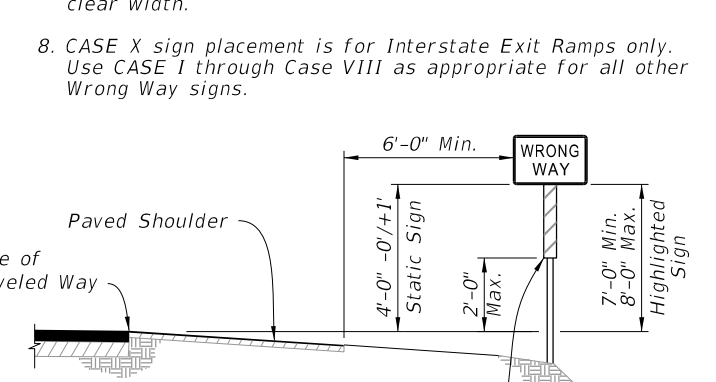 clear width.
8. CASE X sign placement is for Interstate Exit Ramps only.
Use CASE I through Case VIII as appropriate for all other
Wrong Way signs.
6'-0" Min.
WRONG
WAY
Paved Shoulder
e of
veled Way
4'-0" -0'/+1'
Static Sign
2'-0"
Max.
7'-0" Min.
8'-0" Max.
Highlighted
Sign